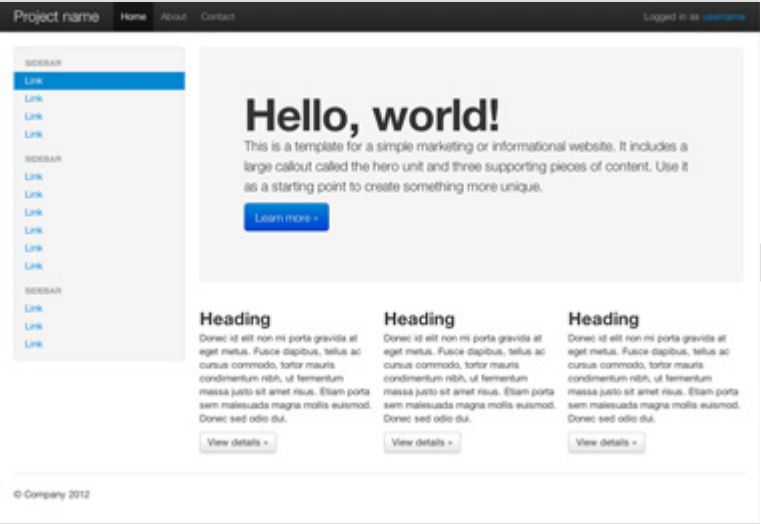 Project name Home About Contact Logged in as username
SIDEBAR
Link
Link
Link
Link
SIDEBAR
Link
Link
Link
Link
Link
Link
SIDEBAR
Link
Link
Link
Hello, world!
This is a template for a simple marketing or informational website. It includes a
large callout called the hero unit and three supporting pieces of content. Use it
as a starting point to create something more unique.
Learn more »
Heading
Donec id elit non mi porta gravida at
eget metus. Fusce dapibus, tellus ac
cursus commodo, tortor mauris
condimentum nibh, ut fermentum
massa justo sit amet risus. Etiam porta
sem malesuada magna mollis euismod.
Donec sed odio dui.
View details »
Heading
Donec id elit non mi porta gravida at
eget metus. Fusce dapibus, tellus ac
cursus commodo, tortor mauris
condimentum nibh, ut fermentum
massa justo sit amet risus. Etiam porta
sem malesuada magna mollis euismod.
Donec sed odio dui.
View details »
Heading
Donec id elit non mi porta gravida at
eget metus. Fusce dapibus, tellus ac
cursus commodo, tortor mauris
condimentum nibh, ut fermentum
massa justo sit amet risus. Etiam porta
sem malesuada magna mollis euismod.
Donec sed odio dui.
View details »
© Company 2012